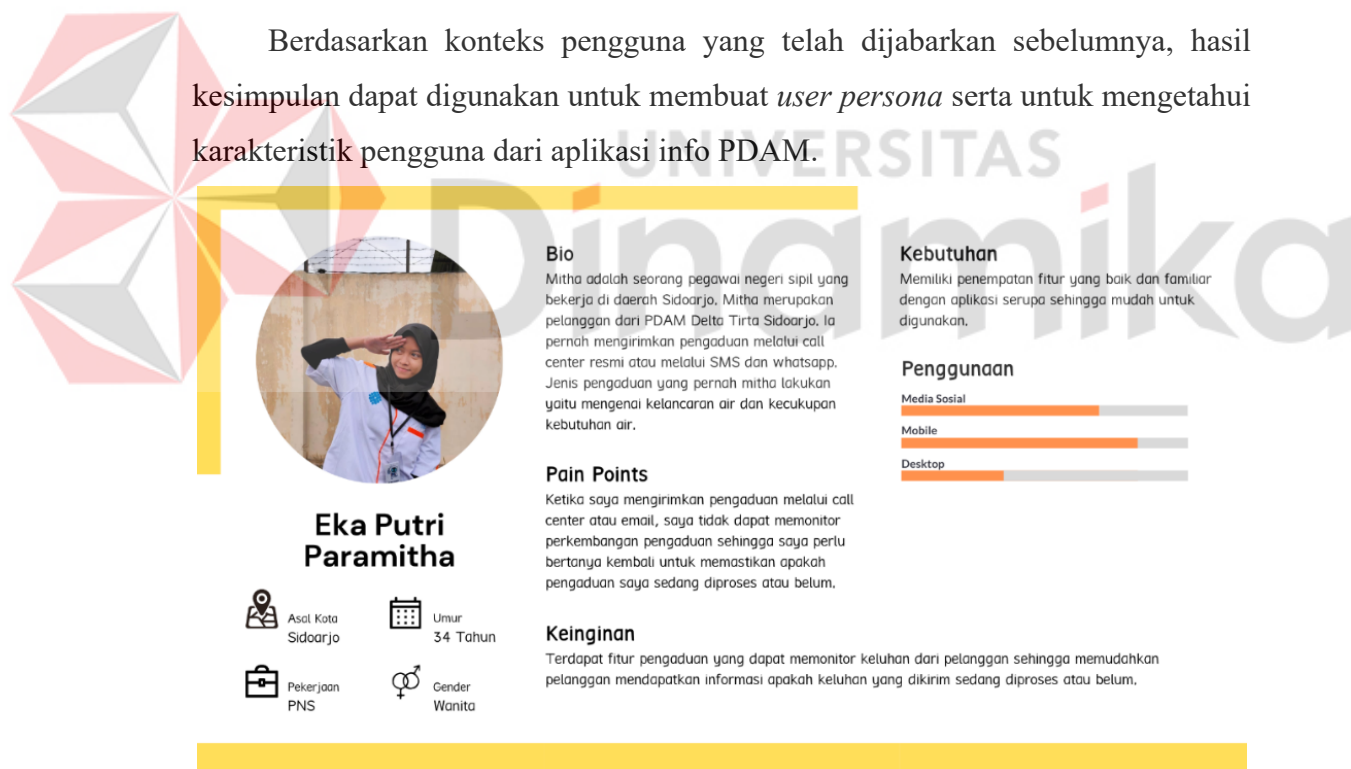 Berdasarkan konteks pengguna yang telah dijabarkan sebelumnya, hasil
kesimpulan dapat digunakan untuk membuat user persona serta untuk mengetahui
karakteristik pengguna dari aplikasi info PDAM.
UNIVERSITAS
Dinamika
Eka Putri
Paramitha
Asal Kota
Sidoarjo
Umur
34 Tahun
Pekerjaan
PNS
Gender
Wanita
Bio
Mitha adalah seorang pegawai negeri sipil yang
bekerja di daerah Sidoarjo. Mitha merupakan
pelanggan dari PDAM Delta Tirta Sidoarjo. Ia
pernah mengirimkan pengaduan melalui call
center resmi atau melalui SMS dan whatsapp.
Jenis pengaduan yang pernah mitha lakukan
yaitu mengenai kelancaran air dan kecukupan
kebutuhan air.
Pain Points
Ketika saya mengirimkan pengaduan melalui call
center atau email, saya tidak dapat memonitor
perkembangan pengaduan sehingga saya perlu
bertanya kembali untuk memastikan apakah
pengaduan saya sedang diproses atau belum.
Kebutuhan
Memiliki penempatan fitur yang baik dan familiar
dengan aplikasi serupa sehingga mudah untuk
digunakan.
Penggunaan
Media Sosial
Mobile
Desktop
Keinginan
Terdapat fitur pengaduan yang dapat memonitor keluhan dari pelanggan sehingga memudahkan
pelanggan mendapatkan informasi apakah keluhan yang dikirim sedang diproses atau belum.